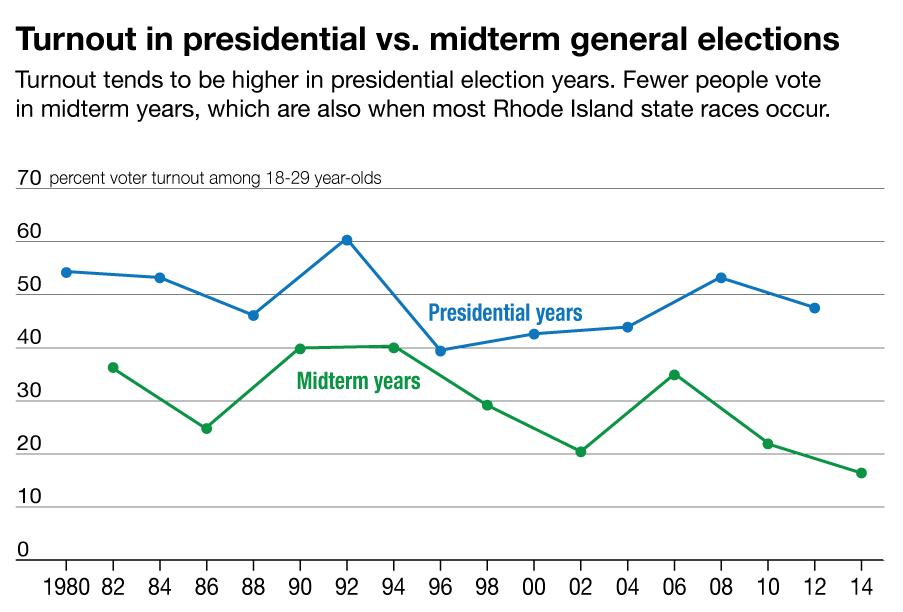 Turnout in presidential vs. midterm general elections
Turnout tends to be higher in presidential election years. Fewer people vote
in midterm years, which are also when most Rhode Island state races occur.
70 percent voter turnout among 18-29 year-olds
60
50
Presidential years
40
Midterm years
30
20
10
0
1980 82 84 86 88 90 92 94 96 98 00 02 04 06 08 10 12 14